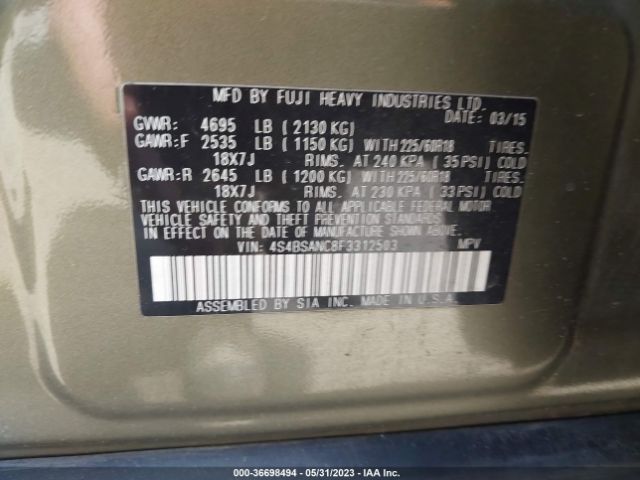 MFD BY FUJI HEAVY INDUSTRIES LTD.
DATE: 03/15
GVWR: 4695 LB ( 2130 KG)
GAWR:F 2535 LB ( 1150 KG) WITH 225/60R18 TIRES.
18X7J RIMS. AT 240 KPA ( 35 PSI) COLD
GAWR:R 2645 LB ( 1200 KG) WITH 225/60R18 TIRES.
18X7J RIMS. AT 230 KPA ( 33 PSI) COLD
THIS VEHICLE CONFORMS TO ALL APPLICABLE FEDERAL MOTOR
VEHICLE SAFETY AND THEFT PREVENTION STANDARDS
IN EFFECT ON THE DATE OF MANUFACTURE SHOWN ABOVE.
VIN: 4S4BSANC8F3312503 MPV
ASSEMBLED BY SIA INC. MADE IN U.S.A.
000-36698494 - 05/31/2023 - IAA Inc.